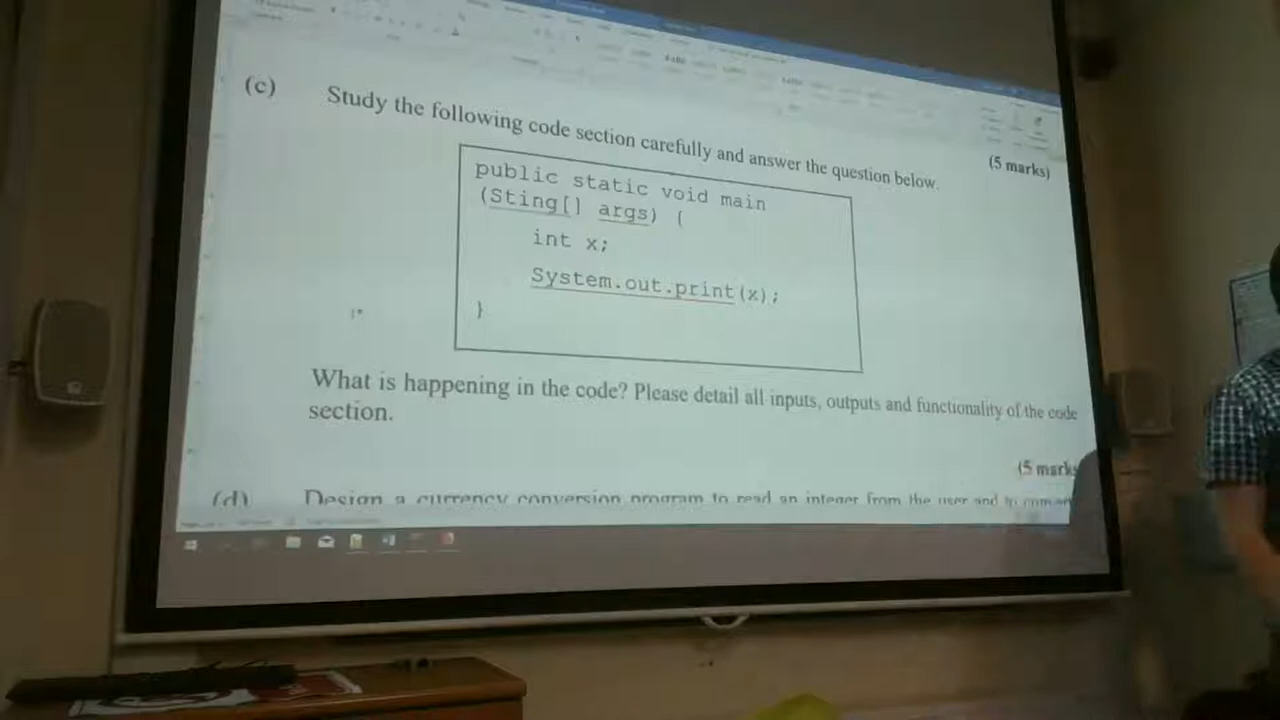 (c) Study the following code section carefully and answer the question below.
(5 marks)
public static void main
(Sting[] args) {
int x;
System.out.print(x);
}
What is happening in the code? Please detail all inputs, outputs and functionality of the code
section.
(5 marks
(d) Design a currency conversion program to read an integer from the user and to convert